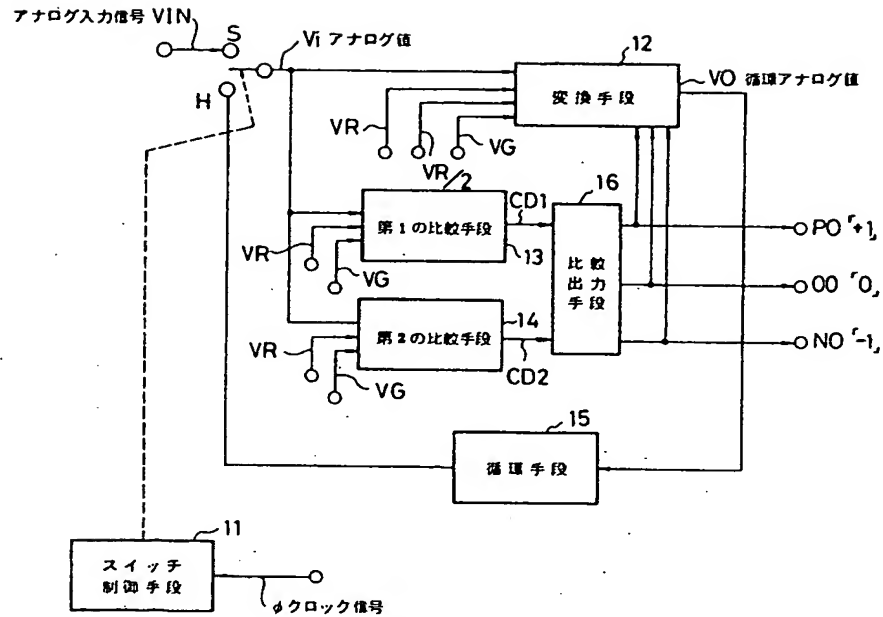 アナログ入力信号 VIN
S
Vi アナログ値
H
12
変換手段
VO 循環アナログ値
VR
VR/2
VG
16
第1の比較手段
CD1
13
VR
VG
比較
出力
手段
PO「+1」
OO「0」
NO「-1」
14
第2の比較手段
CD2
VR
VG
15
循環手段
11
スイッチ
制御手段
φクロック信号